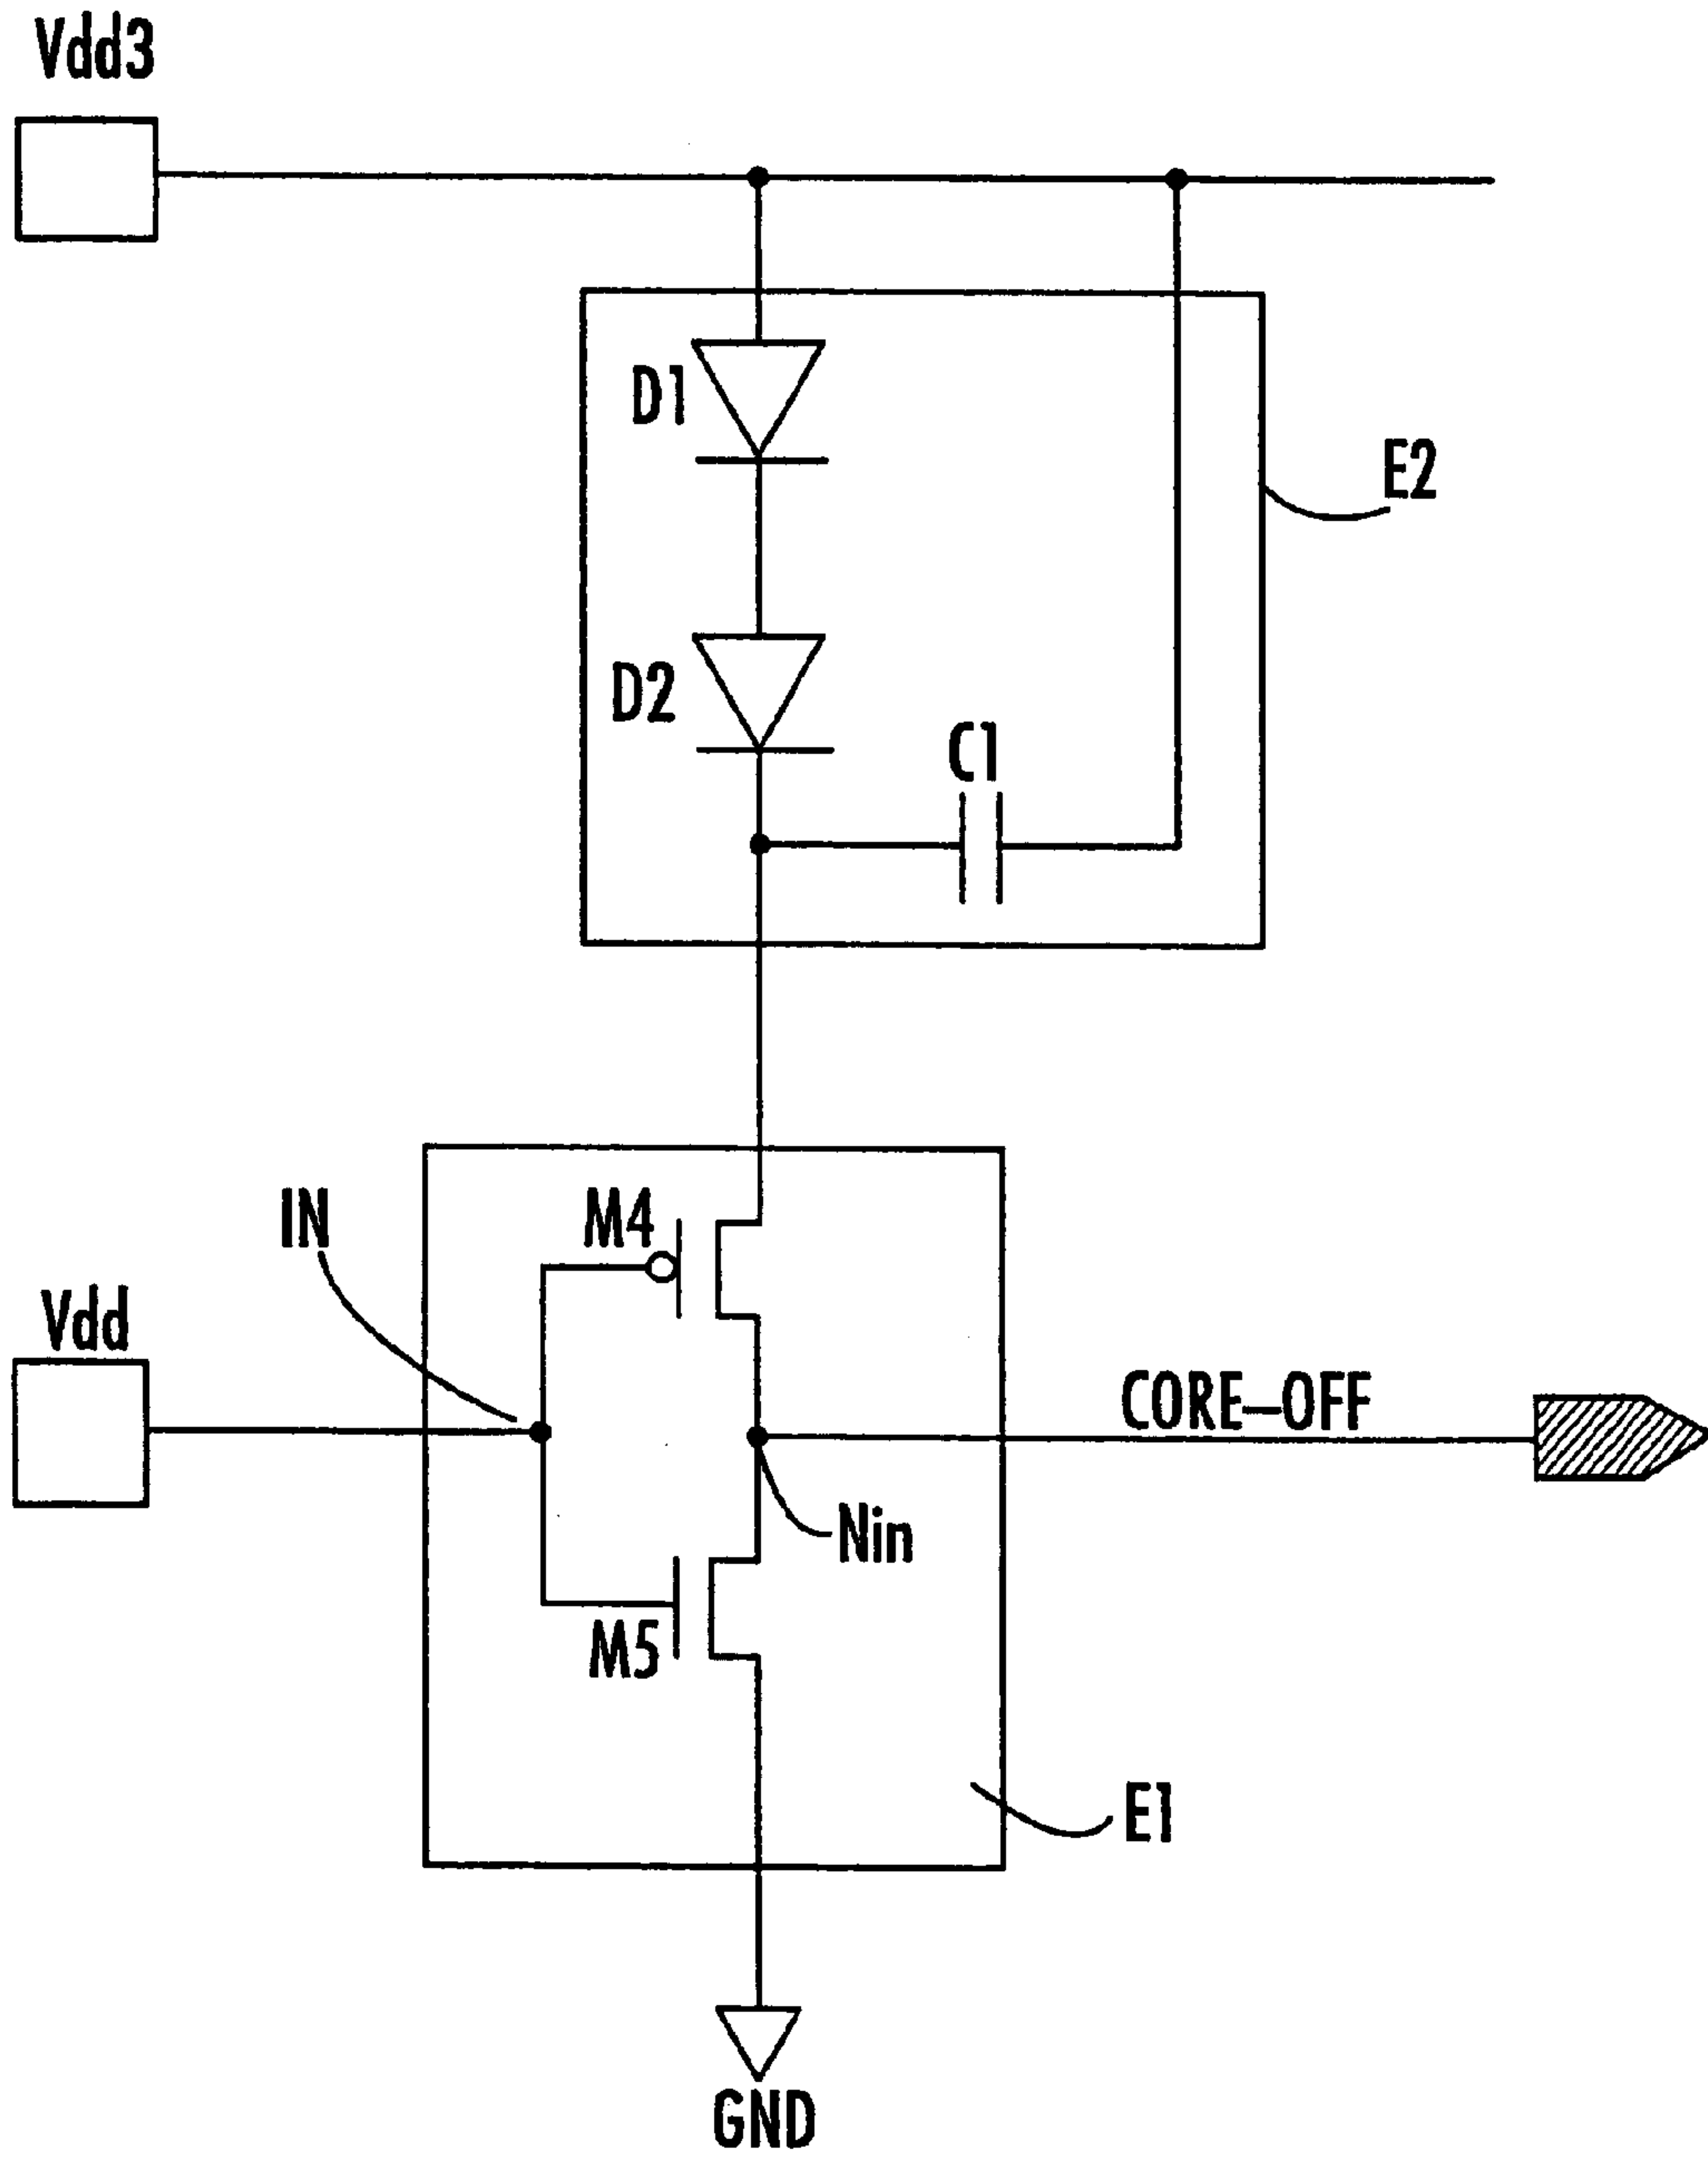 Vdd3
D1
E2
D2
C1
IN
M4
Vdd
CORE–OFF
Nin
M5
E1
GND